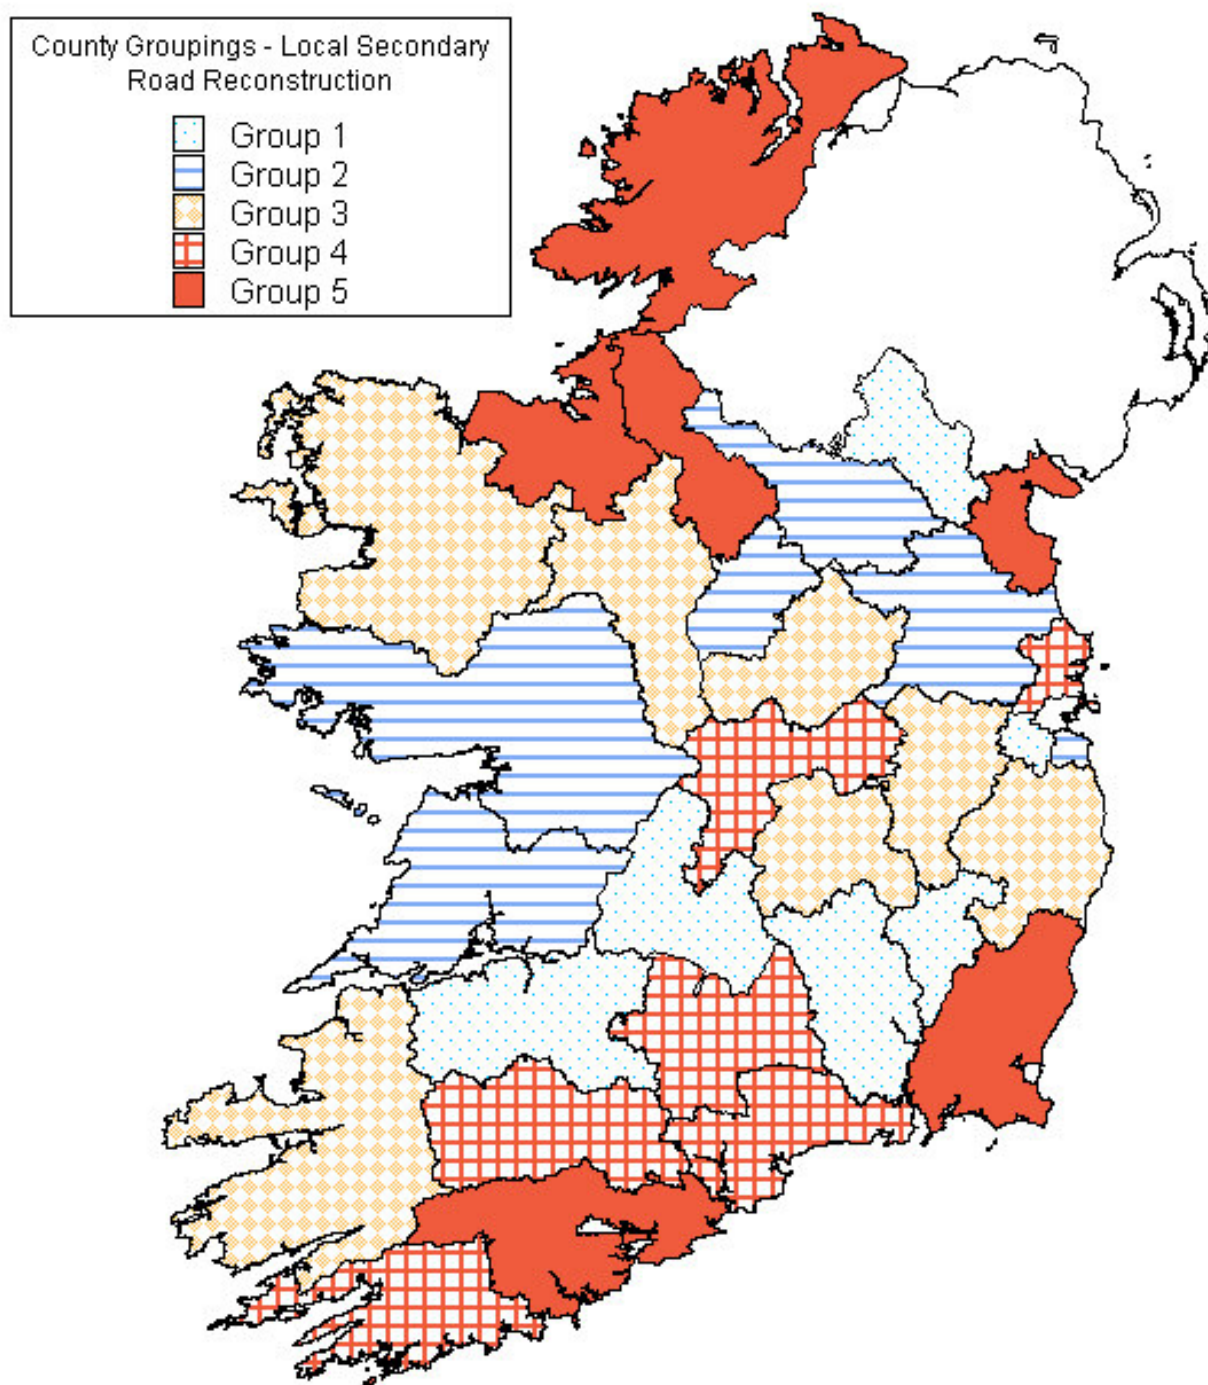 County Groupings - Local Secondary
Road Reconstruction
Group 1
Group 2
Group 3
Group 4
Group 5